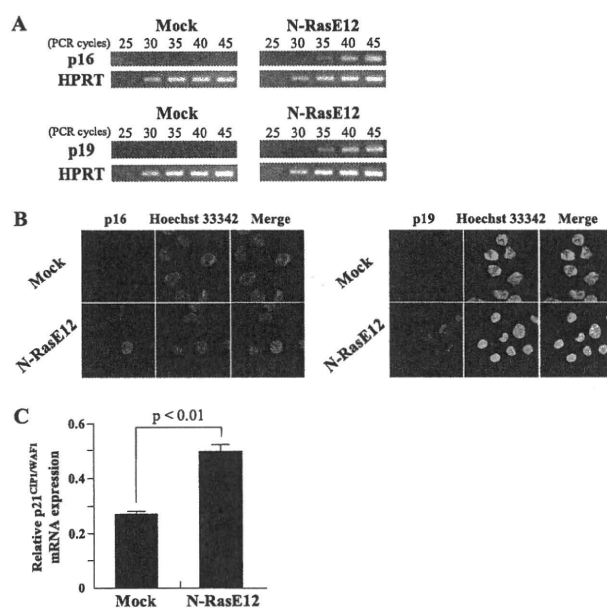 A
Mock N-RasE12
(PCR cycles) 25 30 35 40 45 25 30 35 40 45
p16
HPRT
Mock N-RasE12
(PCR cycles) 25 30 35 40 45 25 30 35 40 45
p19
HPRT
B
p16 Hoechst 33342 Merge p19 Hoechst 33342 Merge
Mock Mock
N-RasE12 N-RasE12
C
p < 0.01
Relative p21CIP1/WAF1
mRNA expression
0.6
0.4
0.2
0
Mock N-RasE12